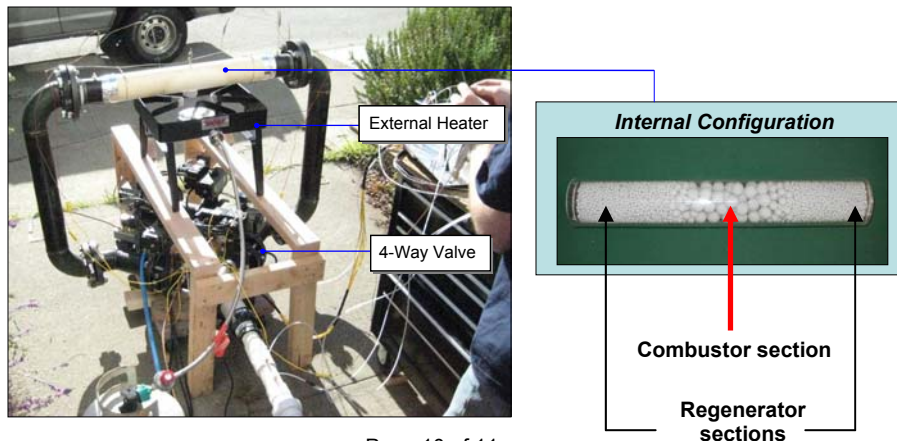 External Heater
4-Way Valve
Internal Configuration
Combustor section
Regenerator
sections